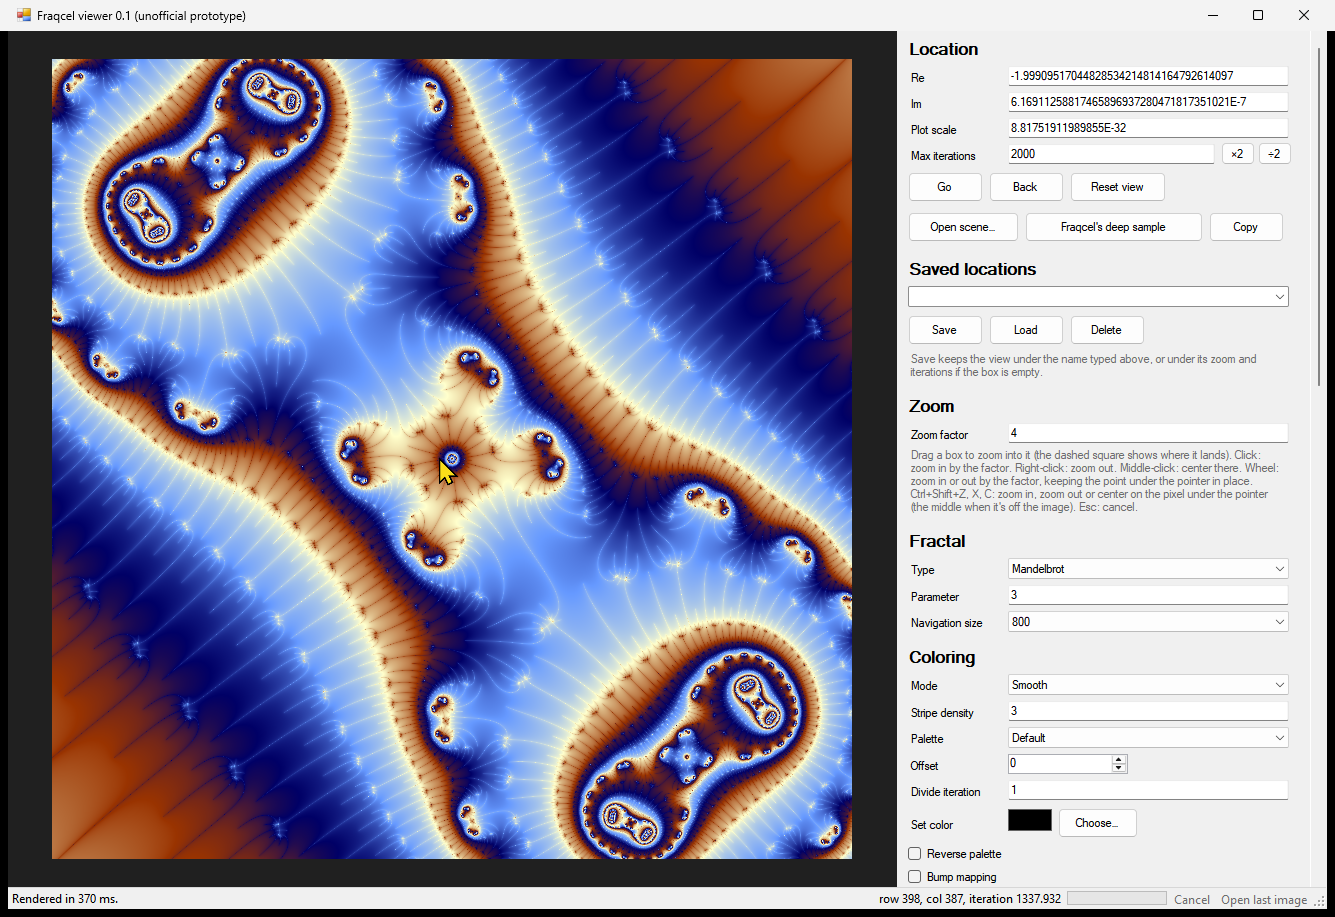 Fraqcel viewer 0.1 (unofficial prototype)
Location
Re -1.9990951704482853421481416479261409​7
Im 6.1691125881746589693728047181735102​1E-7
Plot scale 8.81751911989855E-32
Max iterations 2000 ×2 ÷2
Go Back Reset view
Open scene... Fraqcel's deep sample Copy
Saved locations
Save Load Delete
Save keeps the view under the name typed above, or under its zoom and
iterations if the box is empty.
Zoom
Zoom factor 4
Drag a box to zoom into it (the dashed square shows where it lands). Click:
zoom in by the factor. Right-click: zoom out. Middle-click: center there. Wheel:
zoom in or out by the factor, keeping the point under the pointer in place.
Ctrl+Shift+Z, X, C: zoom in, zoom out or center on the pixel under the pointer
(the middle when it's off the image). Esc: cancel.
Fractal
Type Mandelbrot
Parameter 3
Navigation size 800
Coloring
Mode Smooth
Stripe density 3
Palette Default
Offset 0
Divide iteration 1
Set color Choose...
Reverse palette
Bump mapping
Rendered in 370 ms. row 398, col 387, iteration 1337.932 Cancel Open last image